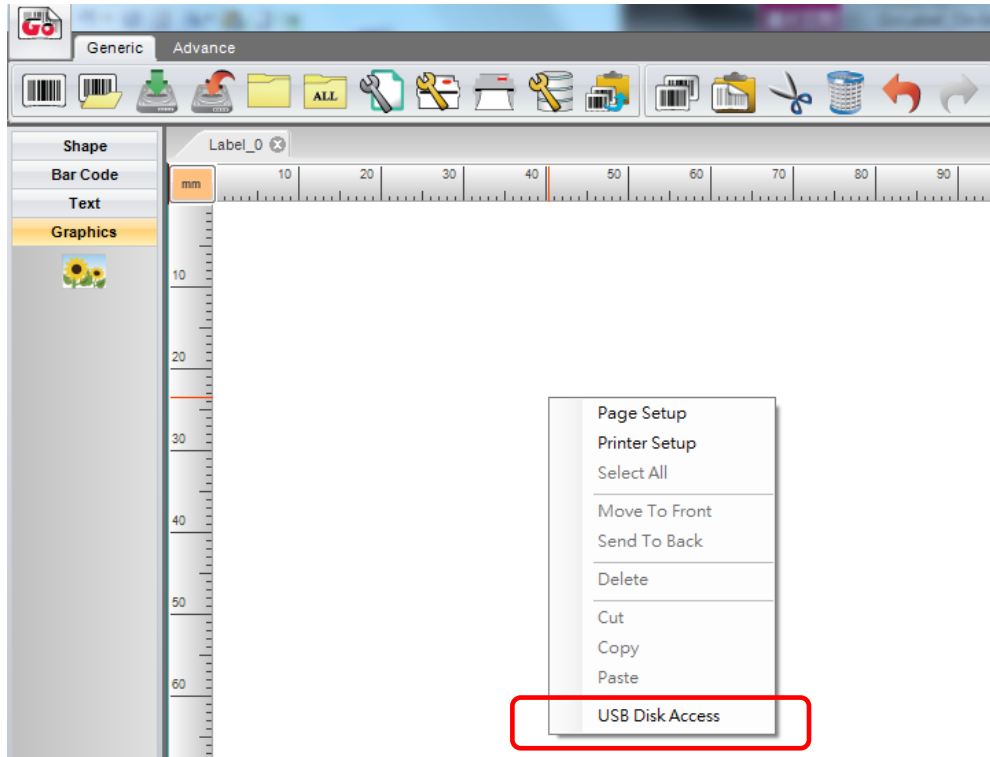 Go
Generic Advance
ALL
Shape
Bar Code
Text
Graphics
Label_0
mm 10 20 30 40 50 60 70 80 90
10
20
30
40
50
60
Page Setup
Printer Setup
Select All
Move To Front
Send To Back
Delete
Cut
Copy
Paste
USB Disk Access